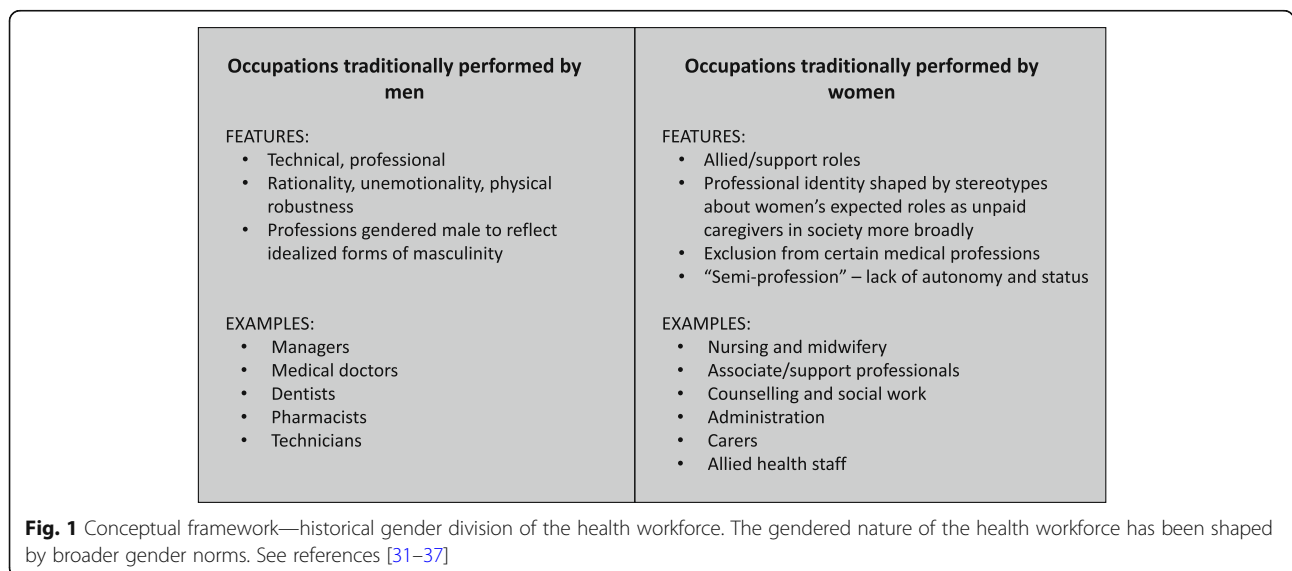 Occupations traditionally performed by
men
FEATURES:
• Technical, professional
• Rationality, unemotionality, physical
robustness
• Professions gendered male to reflect
idealized forms of masculinity
EXAMPLES:
• Managers
• Medical doctors
• Dentists
• Pharmacists
• Technicians
Occupations traditionally performed by
women
FEATURES:
• Allied/support roles
• Professional identity shaped by stereotypes
about women’s expected roles as unpaid
caregivers in society more broadly
• Exclusion from certain medical professions
• “Semi-profession” – lack of autonomy and status
EXAMPLES:
• Nursing and midwifery
• Associate/support professionals
• Counselling and social work
• Administration
• Carers
• Allied health staff
Fig. 1 Conceptual framework—historical gender division of the health workforce. The gendered nature of the health workforce has been shaped
by broader gender norms. See references [31–37]